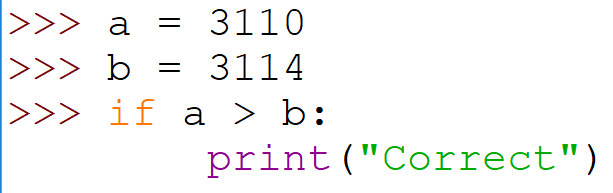 >>> a = 3110
>>> b = 3114
>>> if a > b:
        print("Correct")